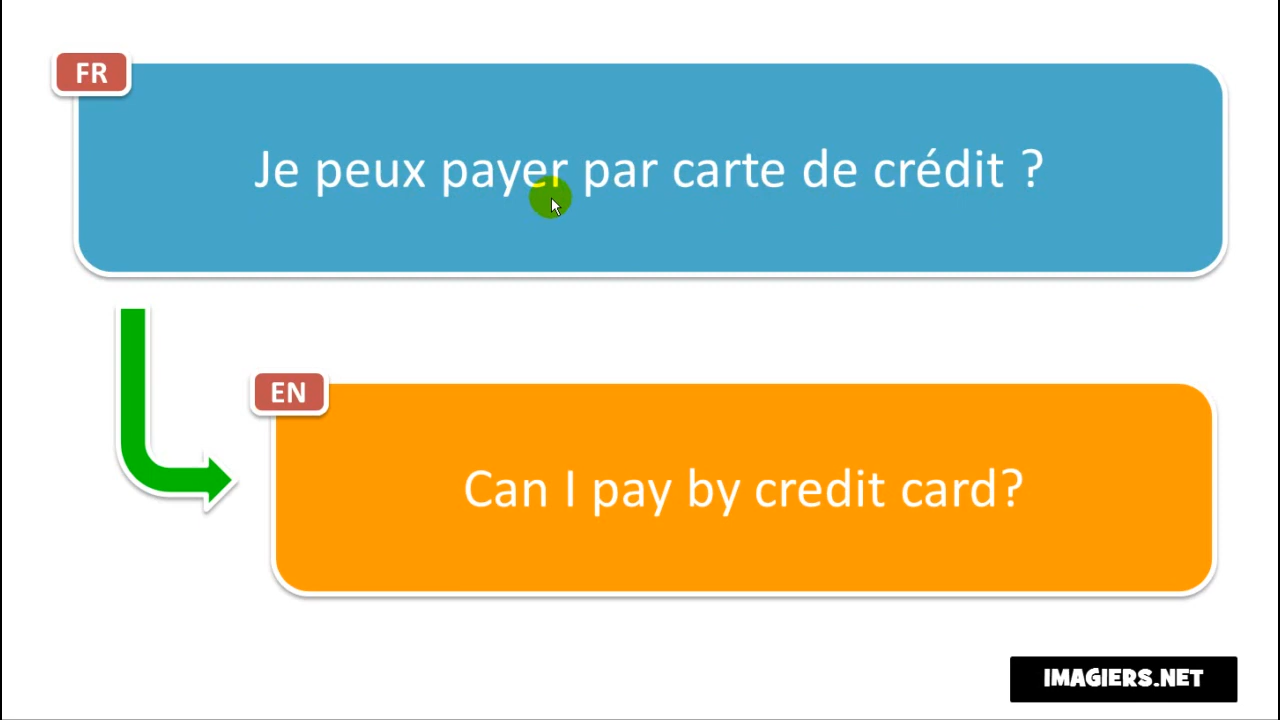 FR
Je peux payer par carte de crédit ?
EN
Can I pay by credit card?
IMAGIERS.NET